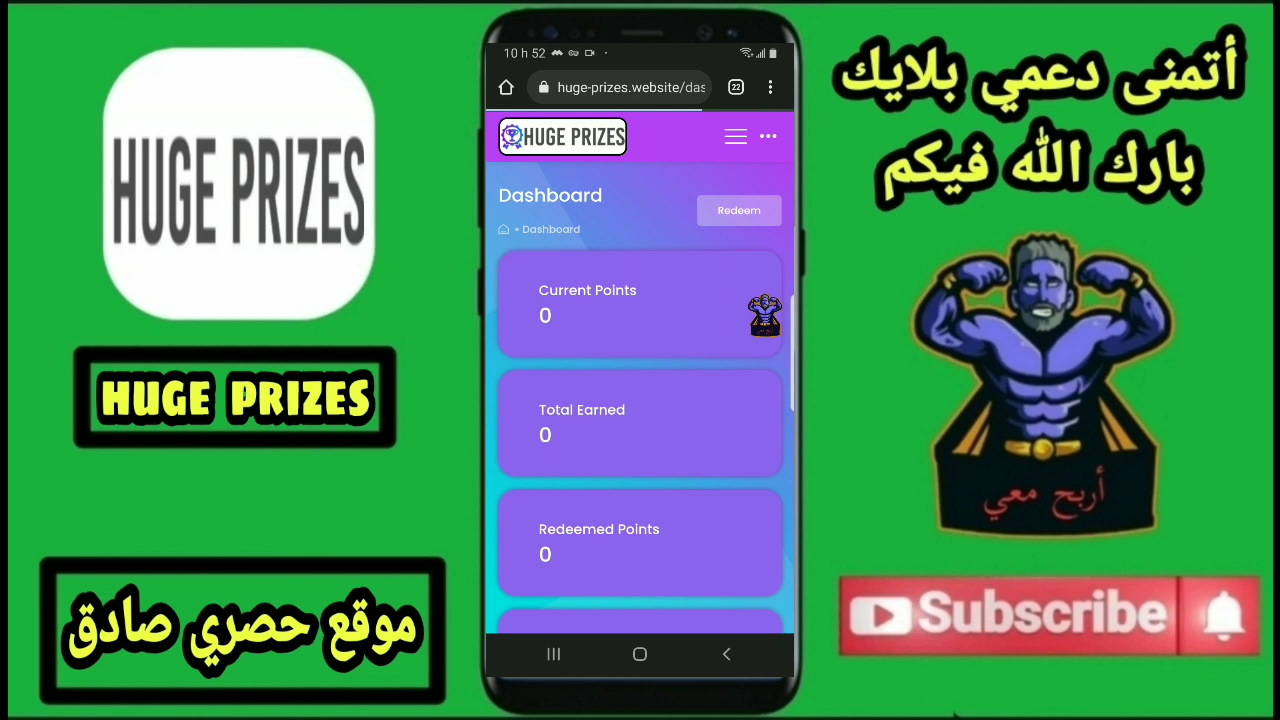 HUGE PRIZES
HUGE PRIZES
موقع حصري صادق
10 h 52
huge-prizes.website/das
22
HUGE PRIZES
Dashboard
Redeem
• Dashboard
Current Points
0
Total Earned
0
Redeemed Points
0
أتمنى دعمي بلايك
بارك الله فيكم
أربح معي
Subscribe